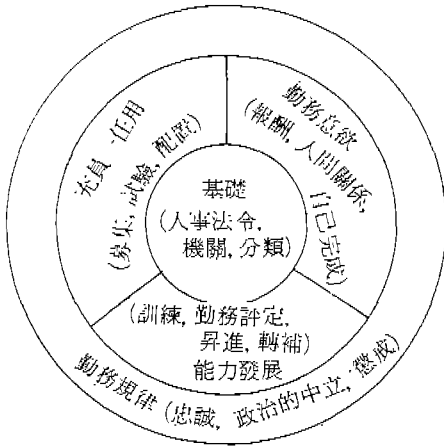 充員－任用
(募集, 試驗, 配置)
勤務意欲
(報酬, 人間關係,
自己完成)
基礎
(人事法令,
機關, 分類)
(訓練, 勤務評定,
昇進, 轉補)
能力發展
勤務規律 (忠誠, 政治的中立, 懲戒)